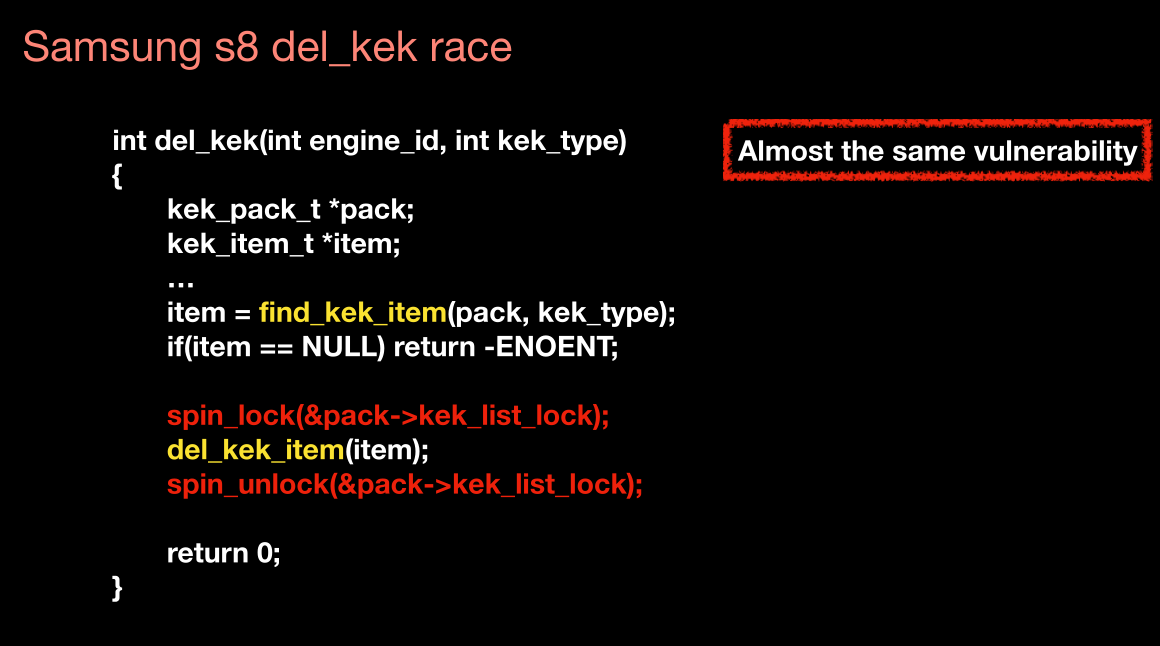 Samsung s8 del_kek race
int del_kek(int engine_id, int kek_type)
{
kek_pack_t *pack;
kek_item_t *item;
...
item = find_kek_item(pack, kek_type);
if(item == NULL) return -ENOENT;
spin_lock(&pack->kek_list_lock);
del_kek_item(item);
spin_unlock(&pack->kek_list_lock);
return 0;
}
Almost the same vulnerability